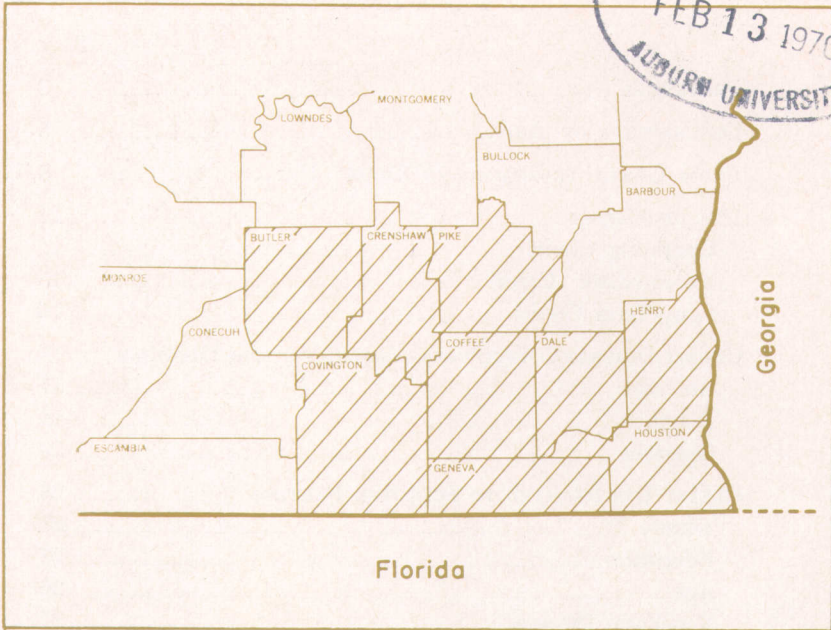 FEB 13 1970
AUBURN UNIVERSIT
MONTGOMERY
LOWNDES
BULLOCK
BARBOUR
BUTLER
CRENSHAW
PIKE
MONROE
HENRY
CONECUH
COFFEE
DALE
COVINGTON
HOUSTON
ESCAMBIA
GENEVA
Georgia
Florida